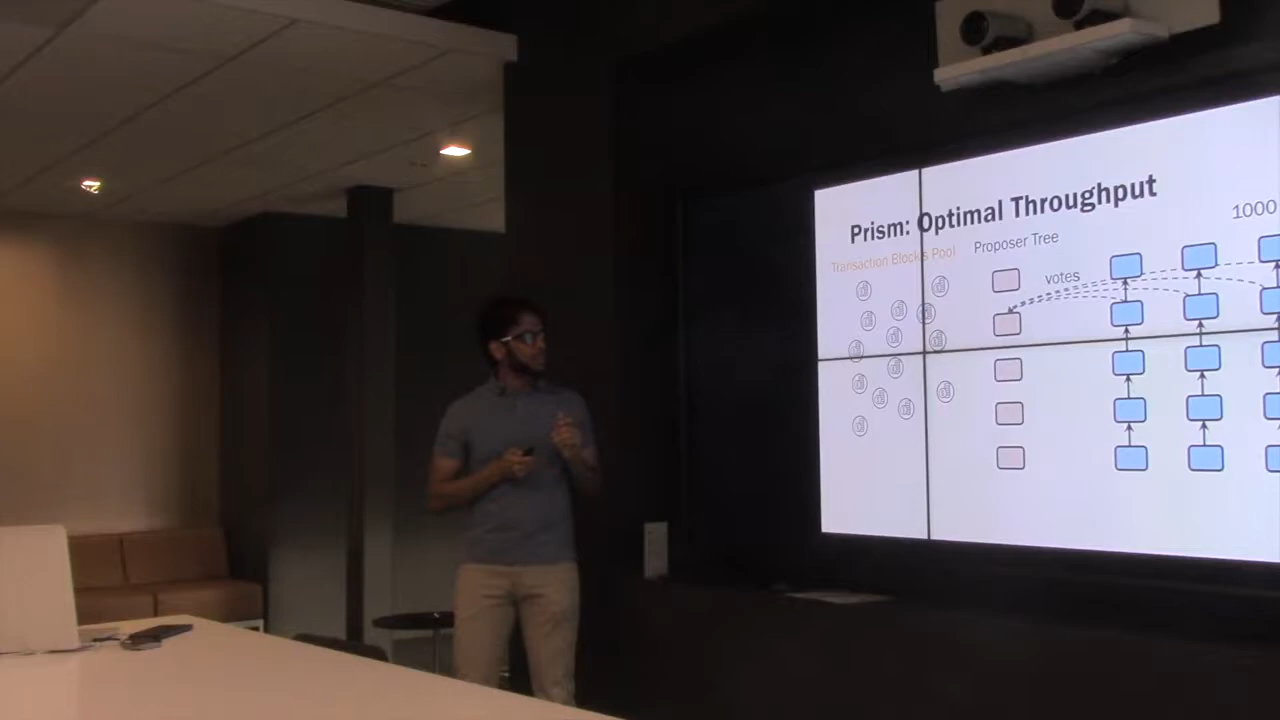 Prism: Optimal Throughput
1000
Transaction Blocks Pool
Proposer Tree
votes